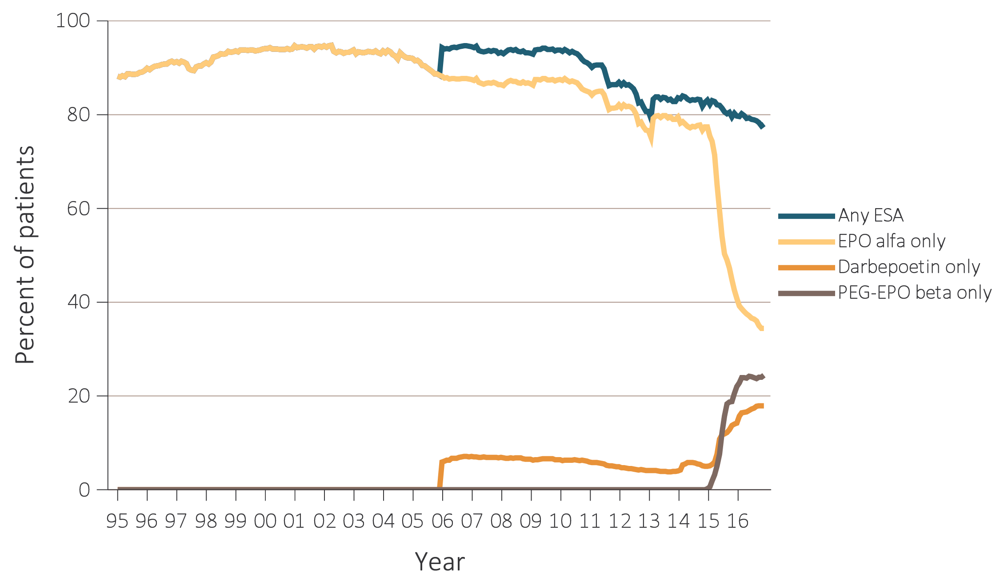 100
80
60
40
20
0
Percent of patients
95 96 97 98 99 00 01 02 03 04 05 06 07 08 09 10 11 12 13 14 15 16
Year
Any ESA
EPO alfa only
Darbepoetin only
PEG-EPO beta only